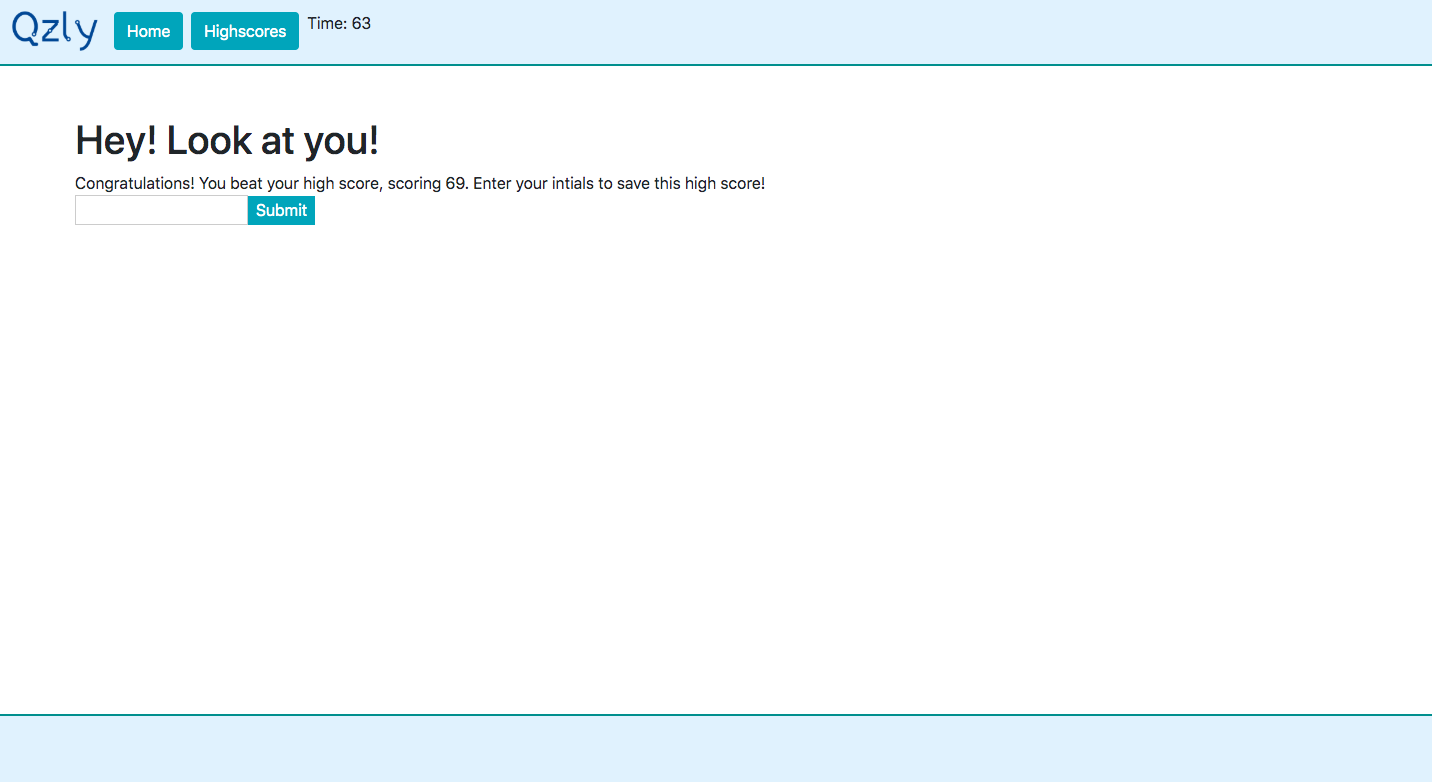 Qzly Home Highscores Time: 63
Hey! Look at you!
Congratulations! You beat your high score, scoring 69. Enter your intials to save this high score!
Submit